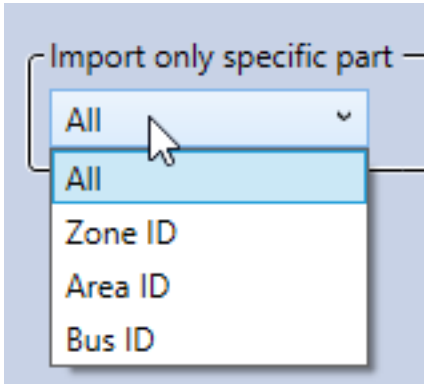 Import only specific part
All
All
Zone ID
Area ID
Bus ID